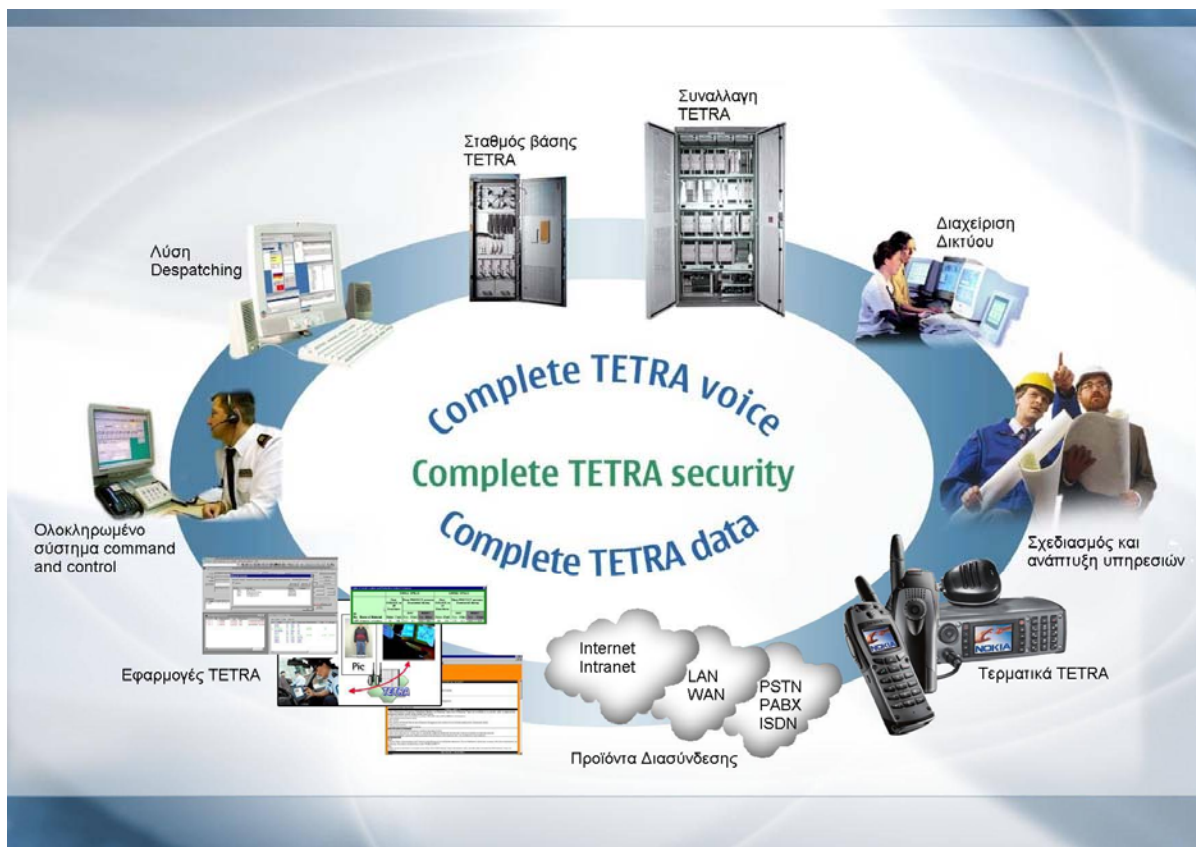 Συναλλαγη
TETRA
Σταθμός βάσης
TETRA
Διαχείριση
Δικτύου
Λύση
Despatching
Complete TETRA voice
Complete TETRA security
Complete TETRA data
Ολοκληρωμένο
σύστημα command
and control
Σχεδιασμός και
ανάπτυξη υπηρεσιών
Εφαρμογές TETRA
Pic
TETRA
Internet
Intranet
LAN
WAN
PSTN
PABX
ISDN
NOKIA
NOKIA
Τερματικά TETRA
Προϊόντα Διασύνδεσης